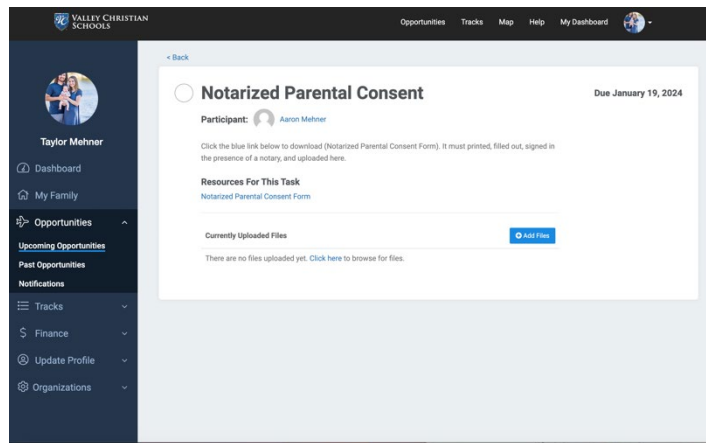 VALLEY CHRISTIAN
SCHOOLS
Opportunities Tracks Map Help My Dashboard
< Back
Taylor Mehner
Dashboard
My Family
Opportunities
Upcoming Opportunities
Past Opportunities
Notifications
Tracks
Finance
Update Profile
Organizations
Notarized Parental Consent
Due January 19, 2024
Participant: Aaron Mehner
Click the blue link below to download (Notarized Parental Consent Form). It must printed, filled out, signed in
the presence of a notary, and uploaded here.
Resources For This Task
Notarized Parental Consent Form
Currently Uploaded Files
Add Files
There are no files uploaded yet. Click here to browse for files.